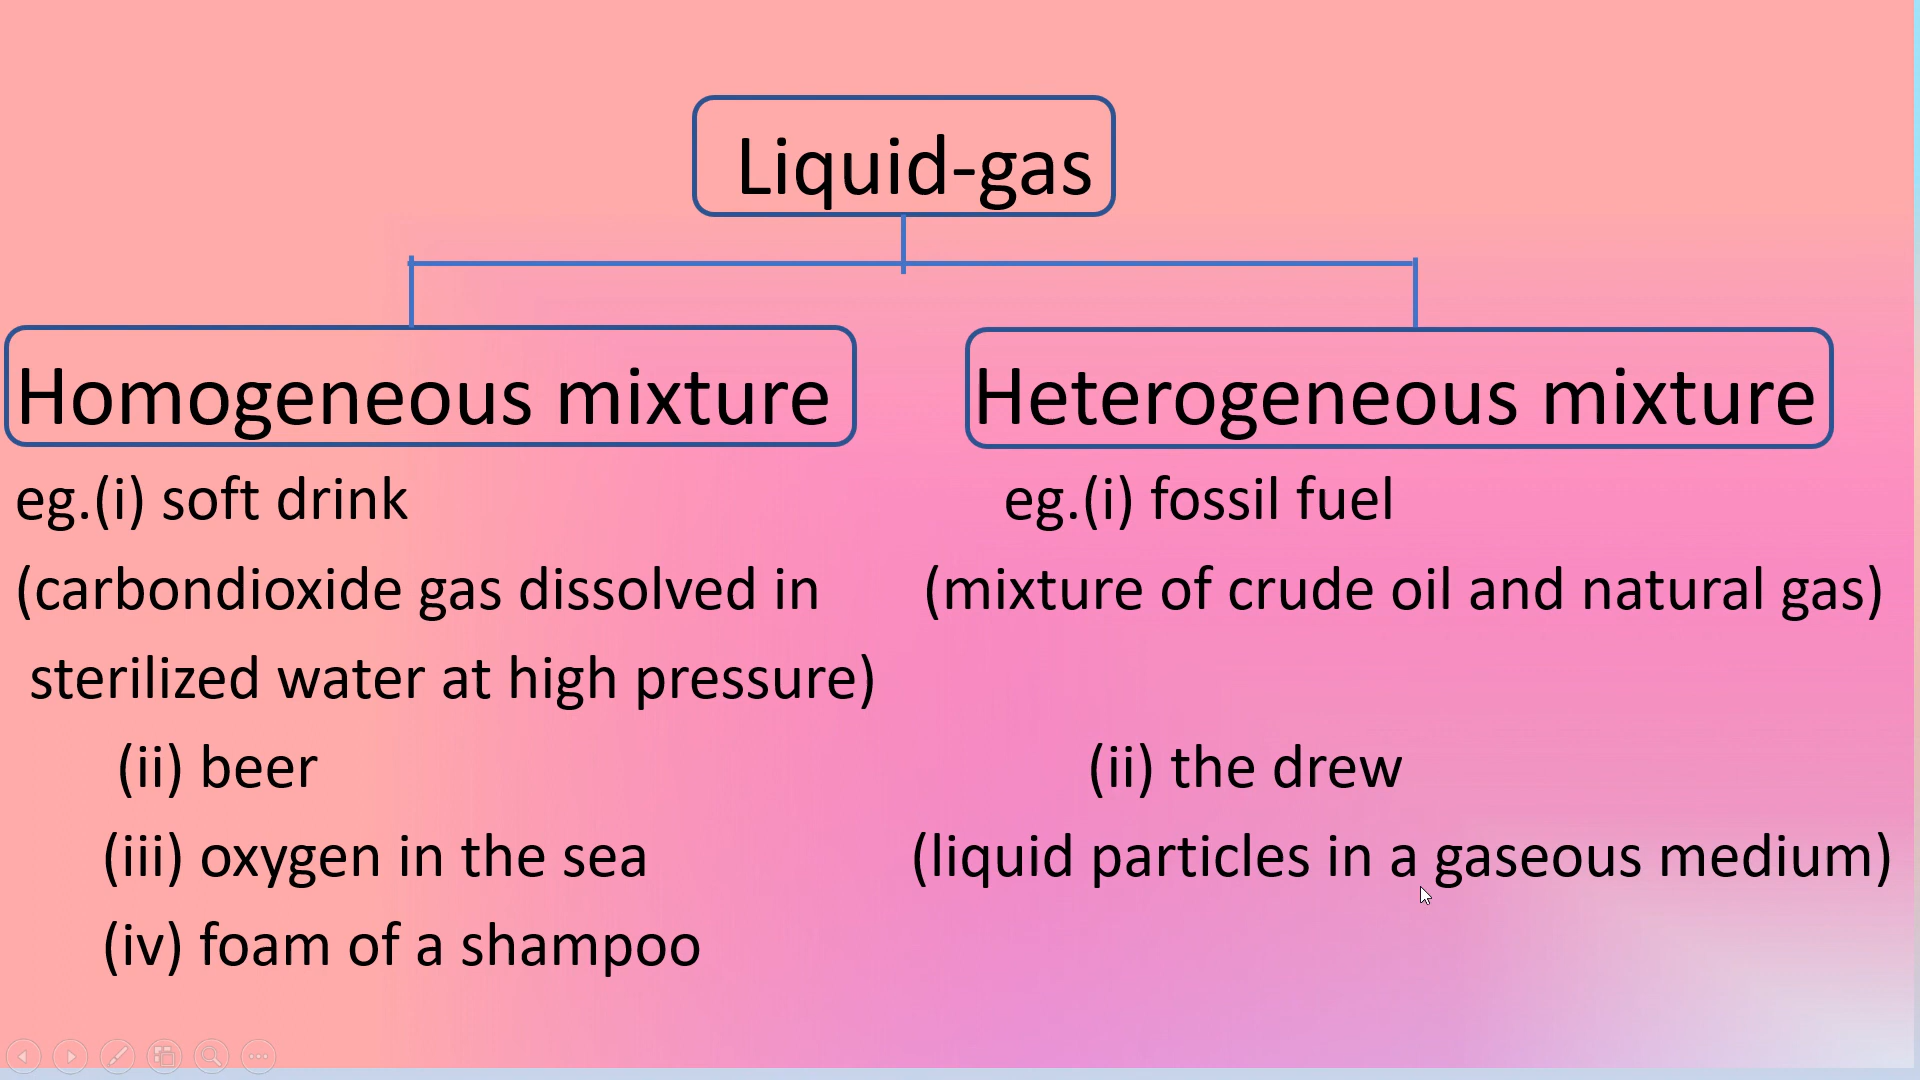 Liquid-gas
Homogeneous mixture
eg.(i) soft drink
(carbondioxide gas dissolved in
sterilized water at high pressure)
(ii) beer
(iii) oxygen in the sea
(iv) foam of a shampoo
Heterogeneous mixture
eg.(i) fossil fuel
(mixture of crude oil and natural gas)
(ii) the drew
(liquid particles in a gaseous medium)